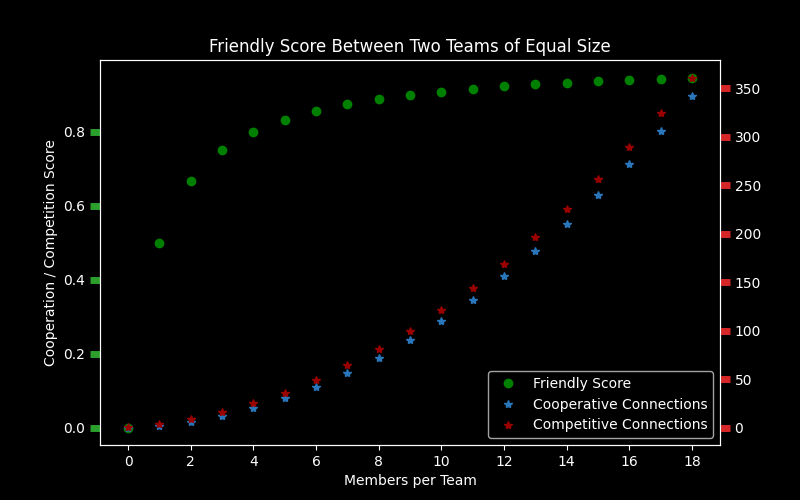 Friendly Score Between Two Teams of Equal Size
Cooperation / Competition Score
0.8
0.6
0.4
0.2
0.0
350
300
250
200
150
100
50
0
Friendly Score
Cooperative Connections
Competitive Connections
0 2 4 6 8 10 12 14 16 18
Members per Team